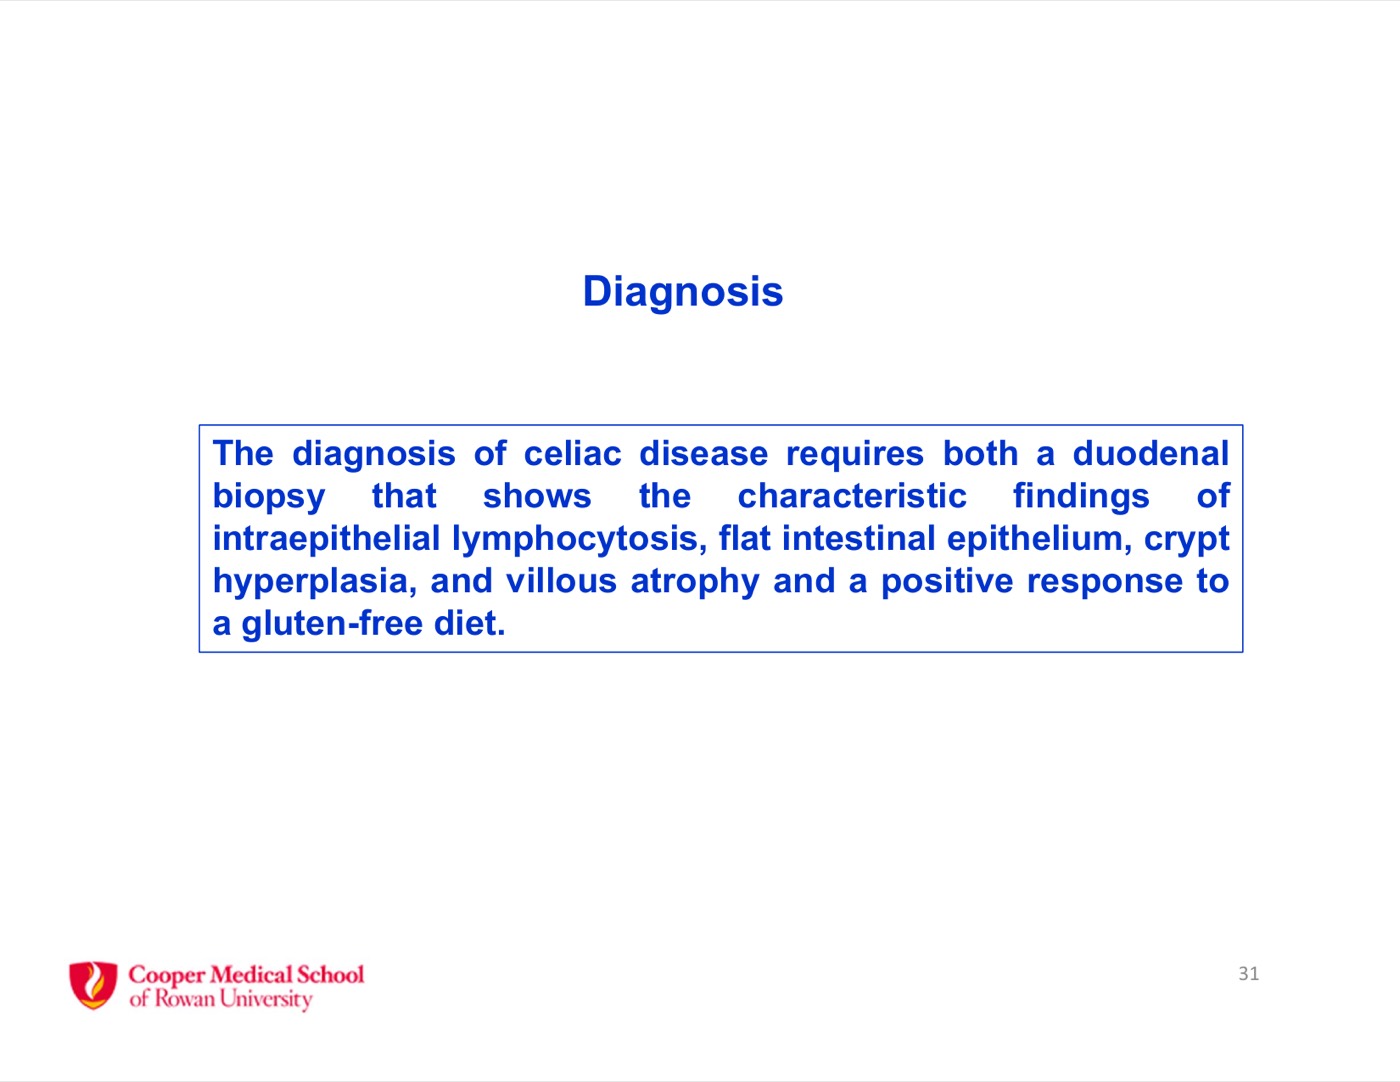 Diagnosis
The diagnosis of celiac disease requires both a duodenal
biopsy that shows the characteristic findings of
intraepithelial lymphocytosis, flat intestinal epithelium, crypt
hyperplasia, and villous atrophy and a positive response to
a gluten-free diet.
Cooper Medical School
of Rowan University
31